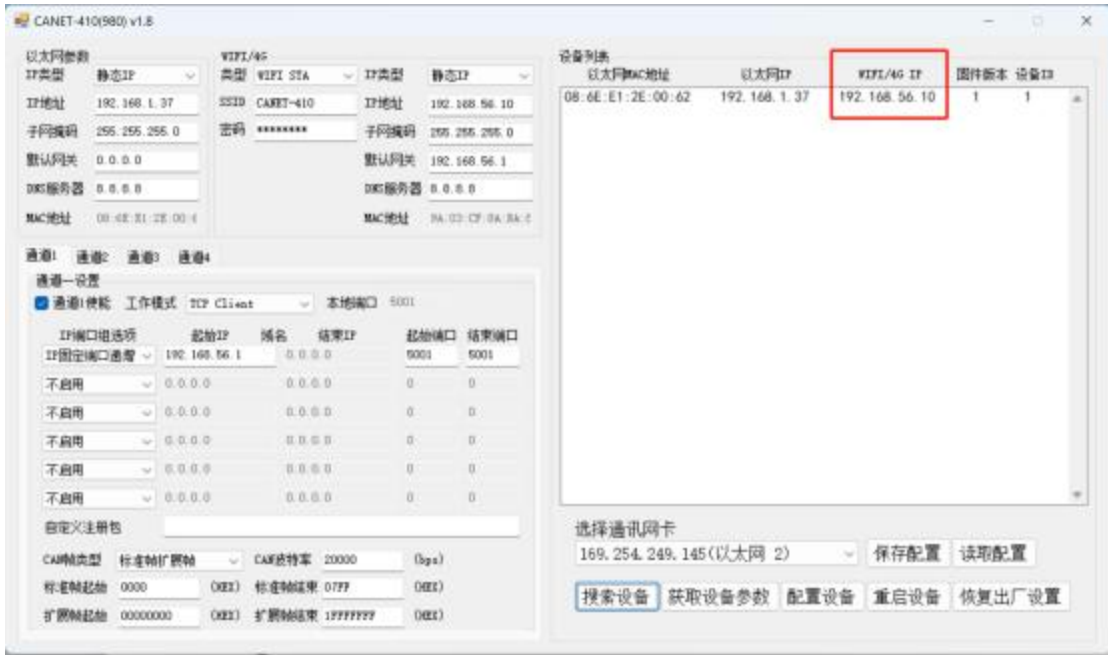 CANET-410(980) v1.8
以太网参数
IP类型 静态IP
IP地址 192.168.1.37
子网掩码 255.255.255.0
默认网关 0.0.0.0
DNS服务器 0.0.0.0
MAC地址 08:6E:E1:2E:00:6
WIFI/4G
类型 WIFI STA IP类型 静态IP
SSID CANET-410 IP地址 192.168.56.10
密码 ******** 子网掩码 255.255.255.0
默认网关 192.168.56.1
DNS服务器 0.0.0.0
MAC地址
通道1 通道2 通道3 通道4
通道一设置
通道1使能 工作模式 TCP Client 本地端口 5001
IP端口组选项 起始IP 域名 结束IP 起始端口 结束端口
IP固定端口递增 192.168.56.1 0.0.0.0 5001 5001
不启用 0.0.0.0 0.0.0.0 0 0
不启用 0.0.0.0 0.0.0.0 0 0
不启用 0.0.0.0 0.0.0.0 0 0
不启用 0.0.0.0 0.0.0.0 0 0
不启用 0.0.0.0 0.0.0.0 0 0
自定义注册包
CAN帧类型 标准帧扩展帧 CAN波特率 20000 (bps)
标准帧起始 0000 (HEX) 标准帧结束 07FF (HEX)
扩展帧起始 00000000 (HEX) 扩展帧结束 1FFFFFFF (HEX)
设备列表
以太网MAC地址 以太网IP WIFI/4G IP 固件版本 设备ID
08:6E:E1:2E:00:62 192.168.1.37 192.168.56.10 1 1
选择通讯网卡
169.254.249.145(以太网 2) 保存配置 读取配置
搜索设备 获取设备参数 配置设备 重启设备 恢复出厂设置